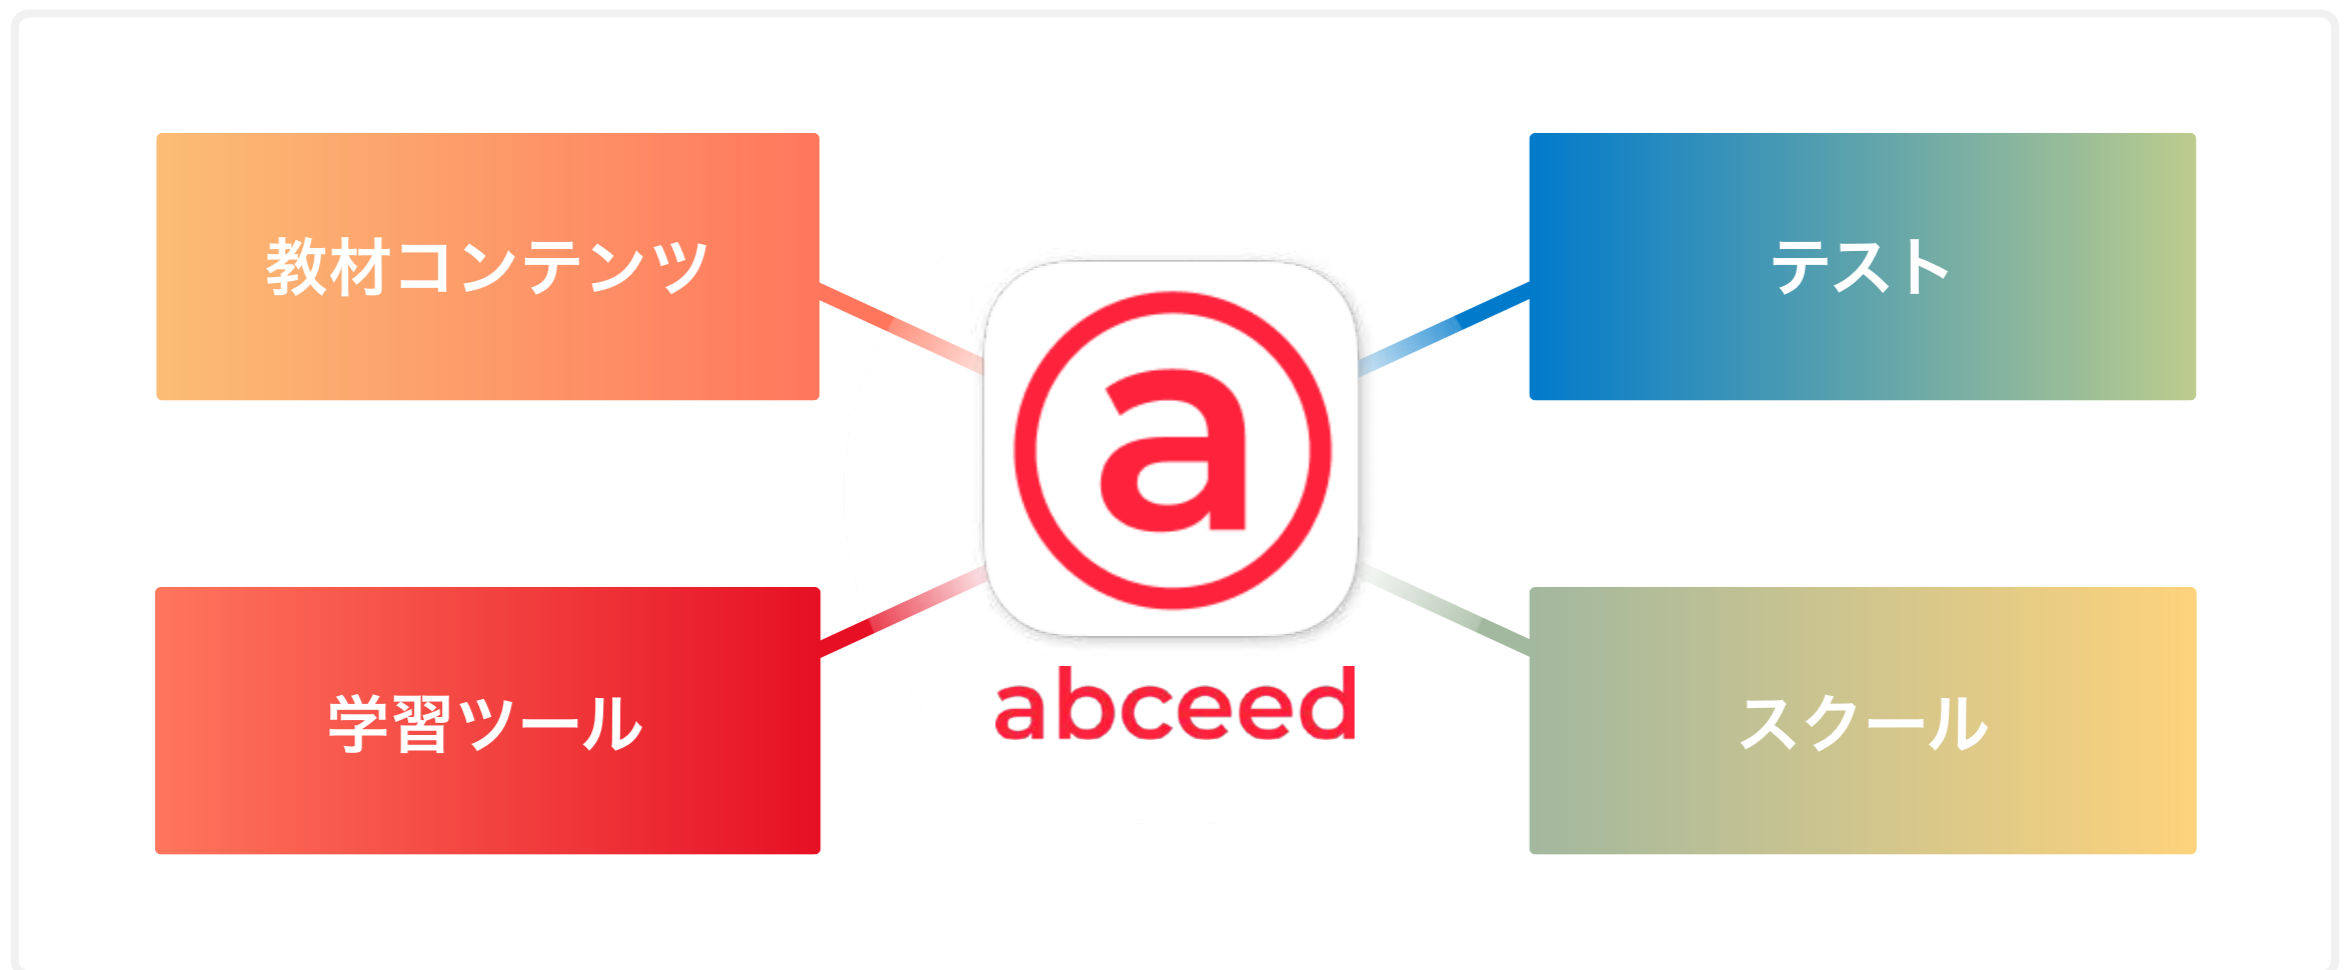 教材コンテンツ
テスト
a
abceed
学習ツール
スクール